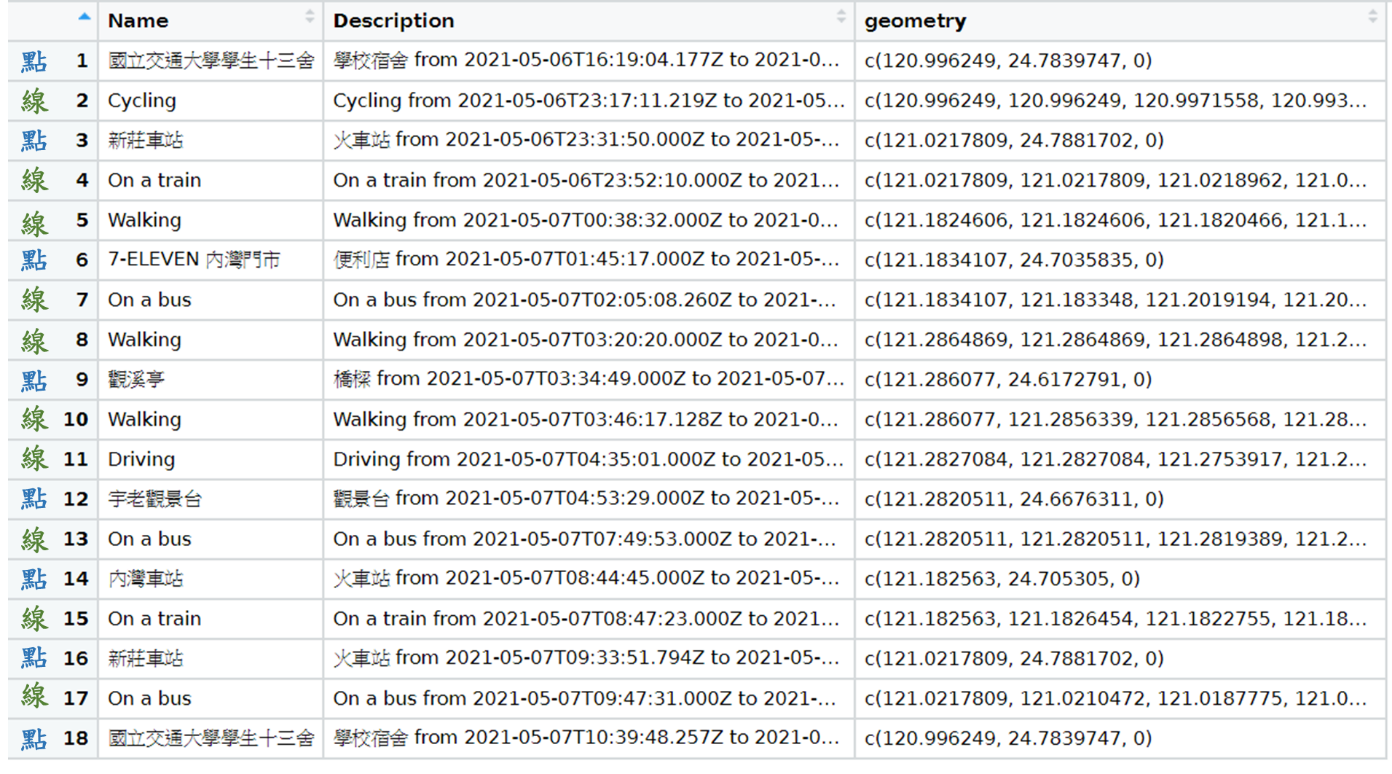 Name Description geometry
點 1 國立交通大學學生十三舍 學校宿舍 from 2021-05-06T16:19:04.177Z to 2021-0... c(120.996249, 24.7839747, 0)
線 2 Cycling Cycling from 2021-05-06T23:17:11.219Z to 2021-05... c(120.996249, 120.996249, 120.9971558, 120.993...
點 3 新莊車站 火車站 from 2021-05-06T23:31:50.000Z to 2021-05-... c(121.0217809, 24.7881702, 0)
線 4 On a train On a train from 2021-05-06T23:52:10.000Z to 2021... c(121.0217809, 121.0217809, 121.0218962, 121.0...
線 5 Walking Walking from 2021-05-07T00:38:32.000Z to 2021-0... c(121.1824606, 121.1824606, 121.1820466, 121.1...
點 6 7-ELEVEN 內灣門市 便利店 from 2021-05-07T01:45:17.000Z to 2021-05-... c(121.1834107, 24.7035835, 0)
線 7 On a bus On a bus from 2021-05-07T02:05:08.260Z to 2021-... c(121.1834107, 121.183348, 121.2019194, 121.20...
線 8 Walking Walking from 2021-05-07T03:20:20.000Z to 2021-0... c(121.2864869, 121.2864869, 121.2864898, 121.2...
點 9 觀溪亭 橋樑 from 2021-05-07T03:34:49.000Z to 2021-05-07... c(121.286077, 24.6172791, 0)
線 10 Walking Walking from 2021-05-07T03:46:17.128Z to 2021-0... c(121.286077, 121.2856339, 121.2856568, 121.28...
線 11 Driving Driving from 2021-05-07T04:35:01.000Z to 2021-05... c(121.2827084, 121.2827084, 121.2753917, 121.2...
點 12 宇老觀景台 觀景台 from 2021-05-07T04:53:29.000Z to 2021-05-... c(121.2820511, 24.6676311, 0)
線 13 On a bus On a bus from 2021-05-07T07:49:53.000Z to 2021-... c(121.2820511, 121.2820511, 121.2819389, 121.2...
點 14 內灣車站 火車站 from 2021-05-07T08:44:45.000Z to 2021-05-... c(121.182563, 24.705305, 0)
線 15 On a train On a train from 2021-05-07T08:47:23.000Z to 2021... c(121.182563, 121.1826454, 121.1822755, 121.18...
點 16 新莊車站 火車站 from 2021-05-07T09:33:51.794Z to 2021-05-... c(121.0217809, 24.7881702, 0)
線 17 On a bus On a bus from 2021-05-07T09:47:31.000Z to 2021-... c(121.0217809, 121.0210472, 121.0187775, 121.0...
點 18 國立交通大學學生十三舍 學校宿舍 from 2021-05-07T10:39:48.257Z to 2021-0... c(120.996249, 24.7839747, 0)